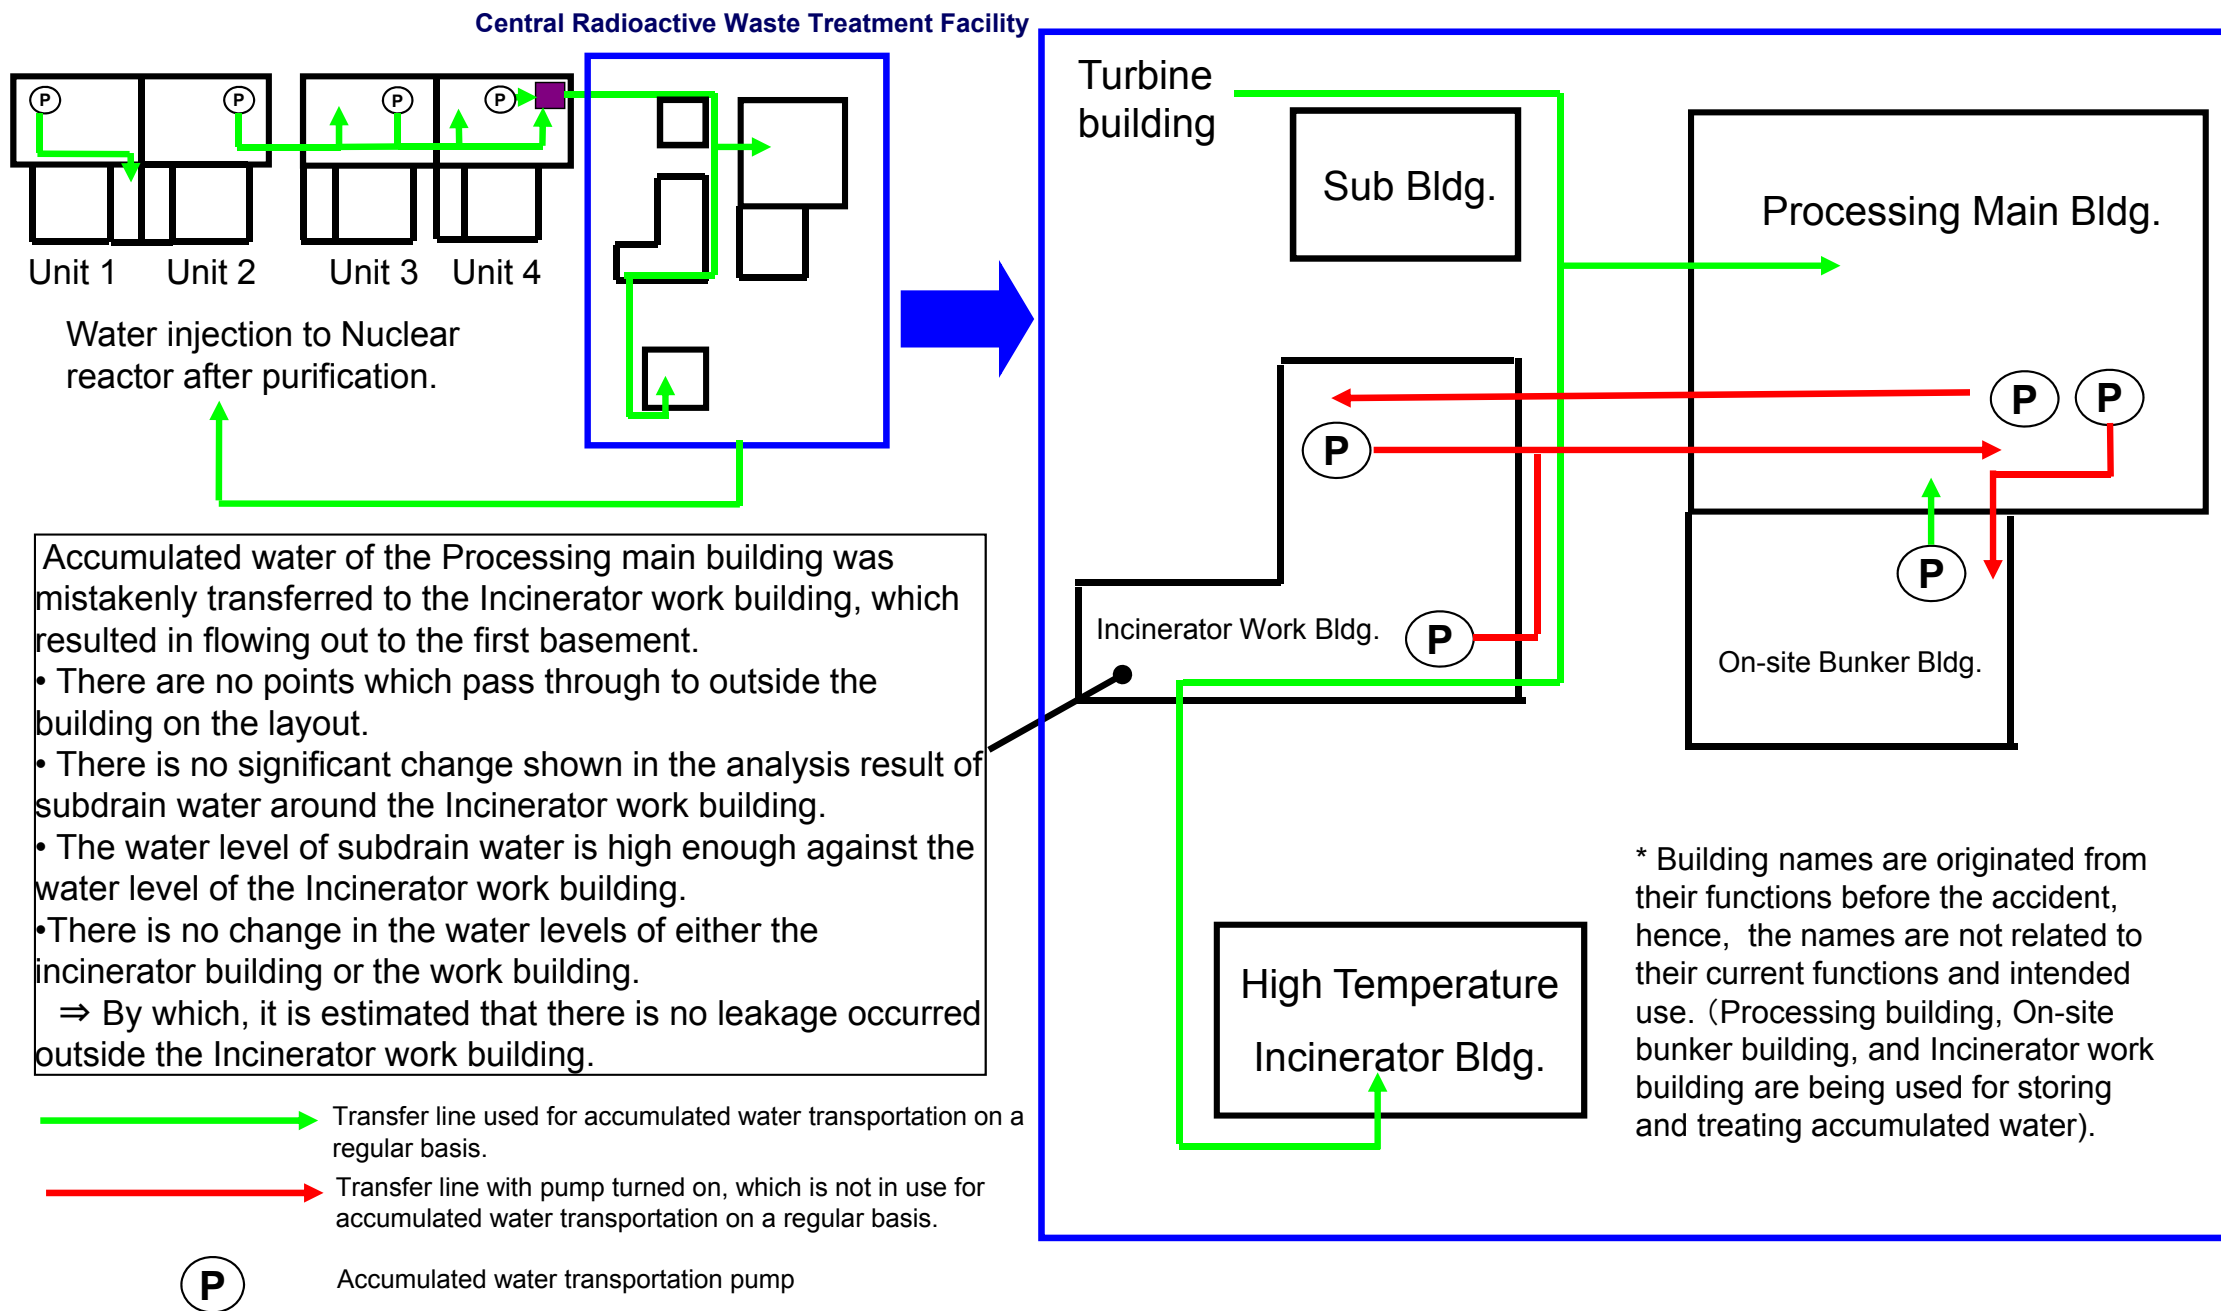 Central Radioactive Waste Treatment Facility
P
P
P
P
Unit 1
Unit 2
Unit 3
Unit 4
Water injection to Nuclear
reactor after purification.
Accumulated water of the Processing main building was
mistakenly transferred to the Incinerator work building, which
resulted in flowing out to the first basement.
• There are no points which pass through to outside the
building on the layout.
• There is no significant change shown in the analysis result of
subdrain water around the Incinerator work building.
• The water level of subdrain water is high enough against the
water level of the Incinerator work building.
•There is no change in the water levels of either the
incinerator building or the work building.
⇒ By which, it is estimated that there is no leakage occurred
outside the Incinerator work building.
Transfer line used for accumulated water transportation on a
regular basis.
Transfer line with pump turned on, which is not in use for
accumulated water transportation on a regular basis.
P
Accumulated water transportation pump
Turbine
building
Sub Bldg.
Processing Main Bldg.
P
P
P
P
Incinerator Work Bldg.
P
On-site Bunker Bldg.
High Temperature
Incinerator Bldg.
* Building names are originated from
their functions before the accident,
hence, the names are not related to
their current functions and intended
use.（Processing building, On-site
bunker building, and Incinerator work
building are being used for storing
and treating accumulated water).